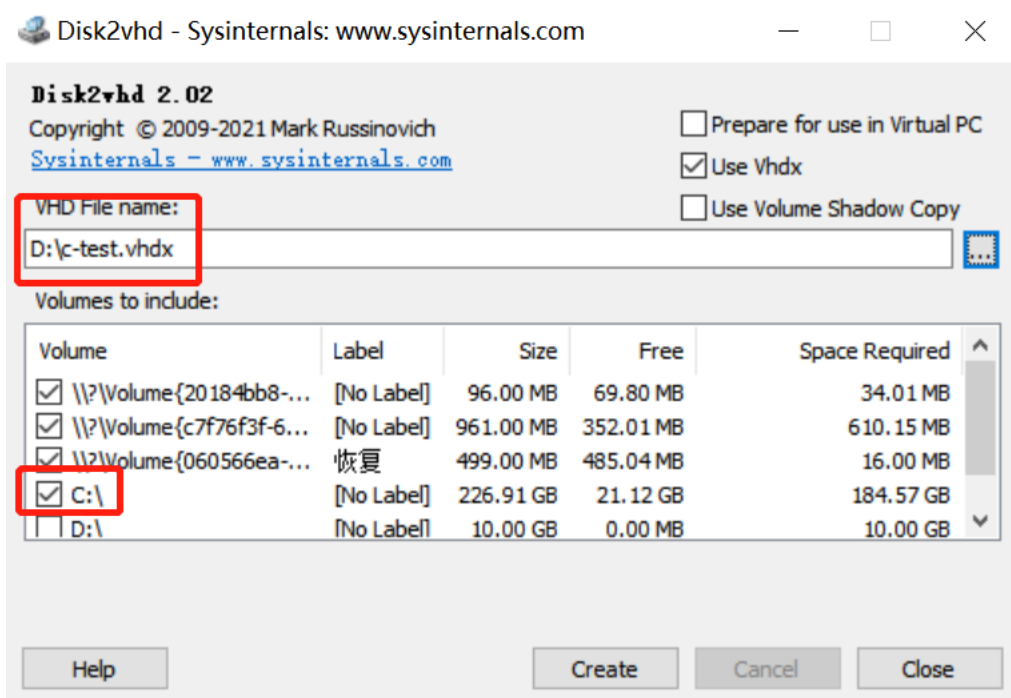 Disk2vhd - Sysinternals: www.sysinternals.com
Disk2vhd 2.02
Copyright © 2009-2021 Mark Russinovich
Sysinternals - www.sysinternals.com
Prepare for use in Virtual PC
Use Vhdx
Use Volume Shadow Copy
VHD File name:
D:\c-test.vhdx
...
Volumes to include:
Volume Label Size Free Space Required
\\?\Volume{20184bb8-... [No Label] 96.00 MB 69.80 MB 34.01 MB
\\?\Volume{c7f76f3f-6... [No Label] 961.00 MB 352.01 MB 610.15 MB
\\?\Volume{060566ea-... 恢复 499.00 MB 485.04 MB 16.00 MB
C:\ [No Label] 226.91 GB 21.12 GB 184.57 GB
D:\ [No Label] 10.00 GB 0.00 MB 10.00 GB
Help Create Cancel Close